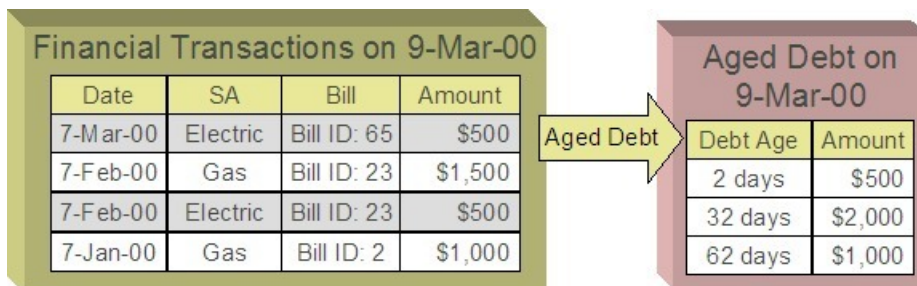 Financial Transactions on 9-Mar-00
Date SA Bill Amount
7-Mar-00 Electric Bill ID: 65 $500
7-Feb-00 Gas Bill ID: 23 $1,500
7-Feb-00 Electric Bill ID: 23 $500
7-Jan-00 Gas Bill ID: 2 $1,000
Aged Debt
Aged Debt on
9-Mar-00
Debt Age Amount
2 days $500
32 days $2,000
62 days $1,000